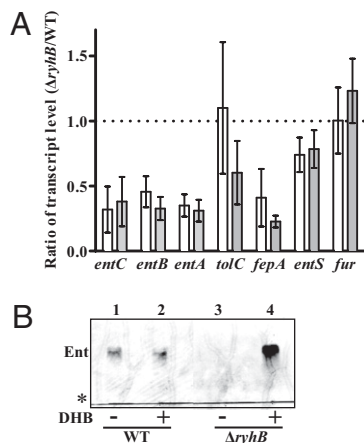 A
Ratio of transcript level (ΔryhB/WT)
1.5
1.0
0.5
0.0
entC entB entA tolC fepA entS fur
B
1 2 3 4
Ent
*
DHB - + - +
WT ΔryhB